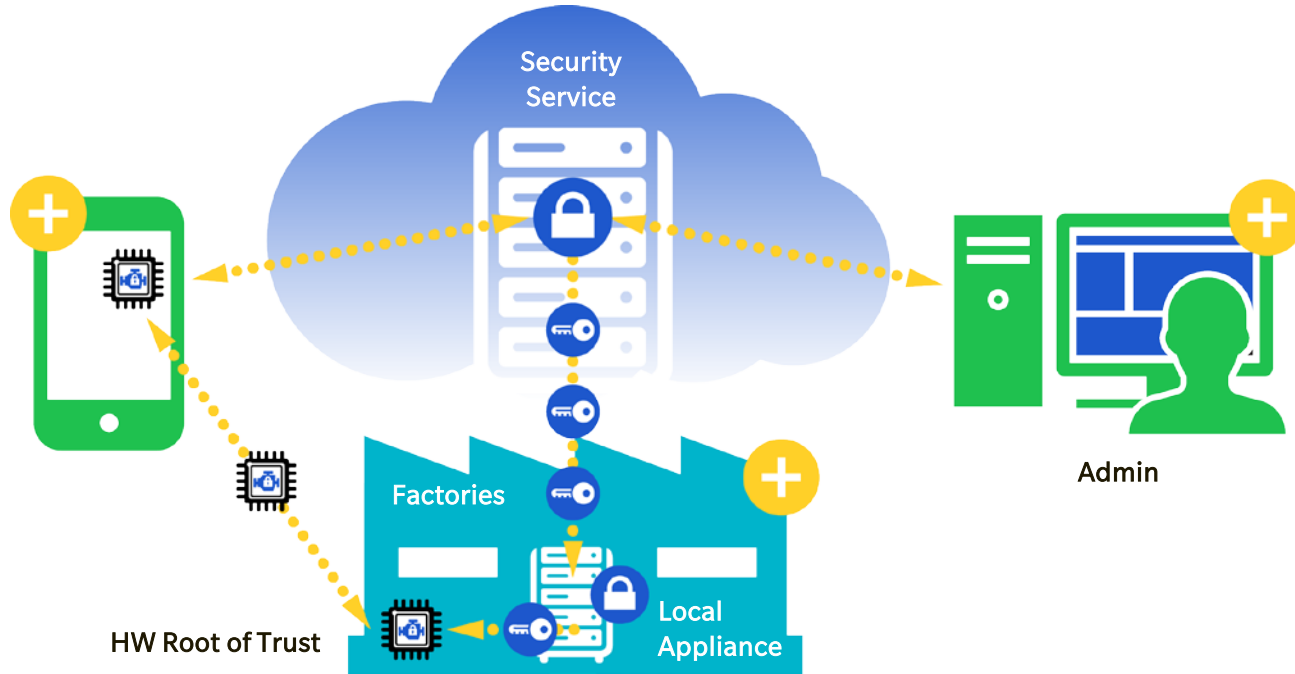 Security
Service
Factories
Admin
Local
Appliance
HW Root of Trust